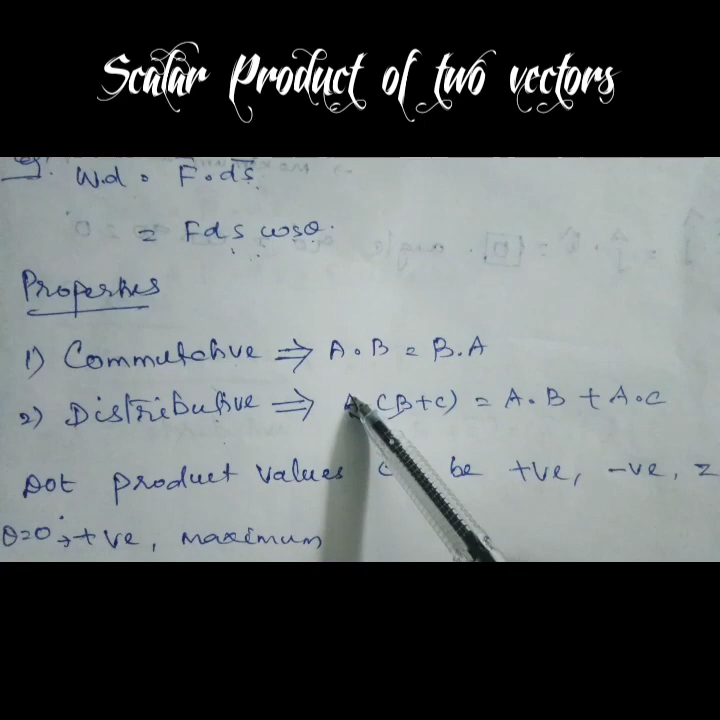 Scalar Product of two vectors
W.d = F.ds
= Fds cosθ.
Properties
1) Commutative ⇒ A.B = B.A
2) Distributive ⇒ A (B+C) = A.B + A.C
Dot product values be +ve, -ve, z
θ=0, → +ve, maximum